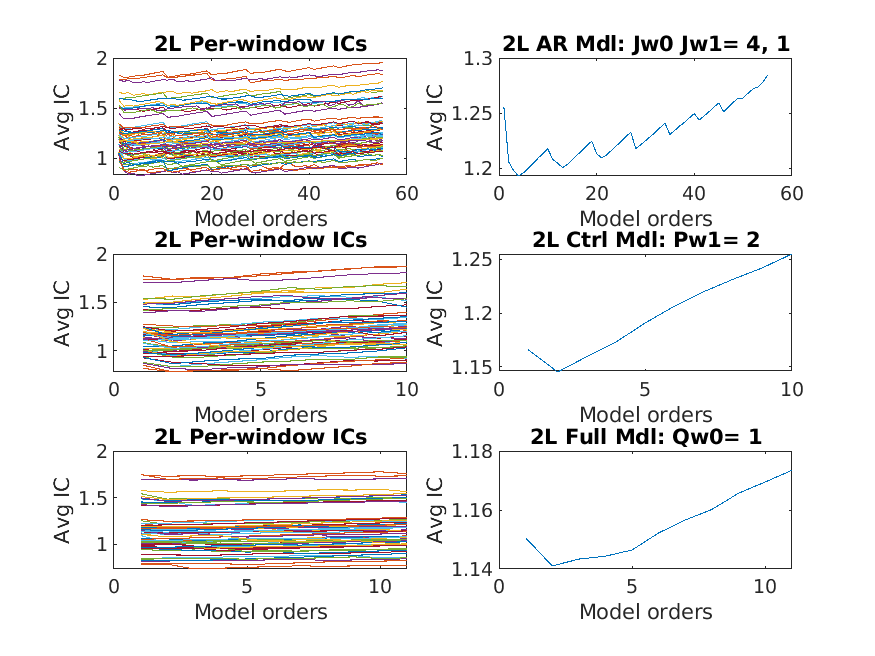 2L Per-window ICs
2L AR Mdl: Jw0 Jw1= 4, 1
2
1.5
1
Avg IC
0 20 40 60
Model orders
1.3
1.25
1.2
Avg IC
0 20 40 60
Model orders
2L Per-window ICs
2L Ctrl Mdl: Pw1= 2
2
1.5
1
Avg IC
0 5 10
Model orders
1.25
1.2
1.15
Avg IC
0 5 10
Model orders
2L Per-window ICs
2L Full Mdl: Qw0= 1
2
1.5
1
Avg IC
0 5 10
Model orders
1.18
1.16
1.14
Avg IC
0 5 10
Model orders